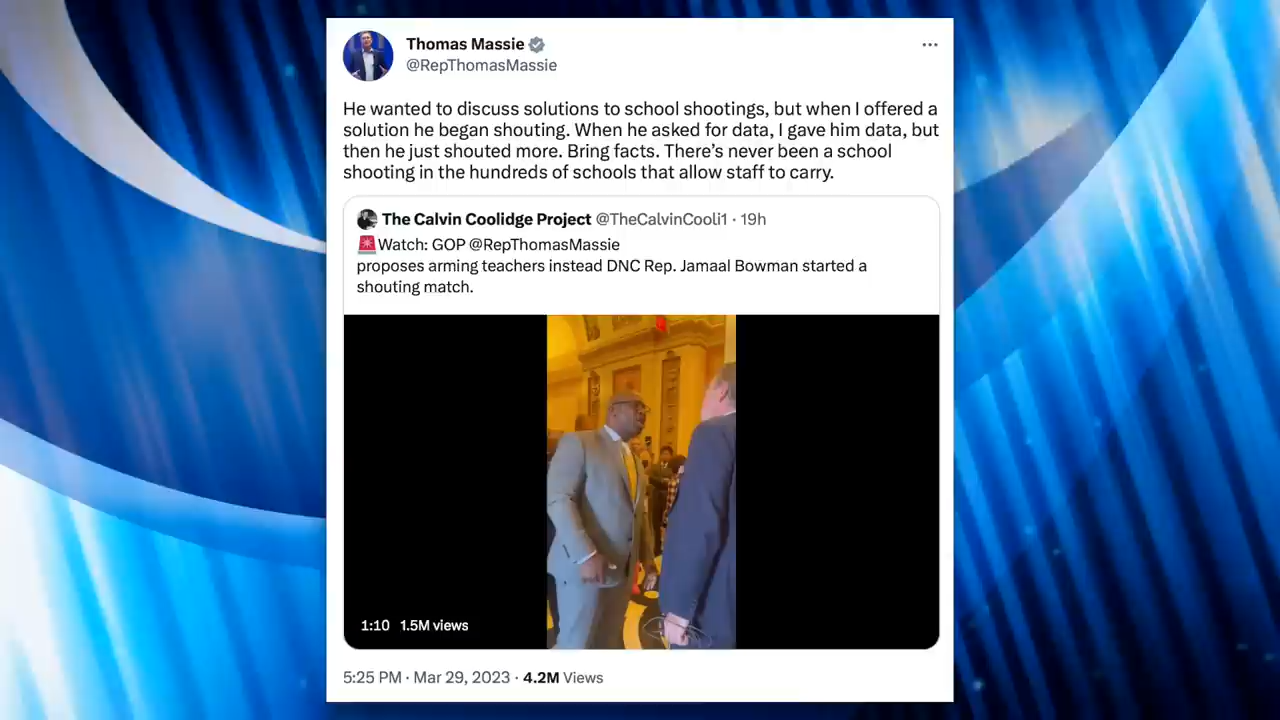 Thomas Massie
@RepThomasMassie
He wanted to discuss solutions to school shootings, but when I offered a
solution he began shouting. When he asked for data, I gave him data, but
then he just shouted more. Bring facts. There’s never been a school
shooting in the hundreds of schools that allow staff to carry.
The Calvin Coolidge Project @TheCalvinCooli1 · 19h
🚨Watch: GOP @RepThomasMassie
proposes arming teachers instead DNC Rep. Jamaal Bowman started a
shouting match.
1:10 1.5M views
5:25 PM · Mar 29, 2023 · 4.2M Views